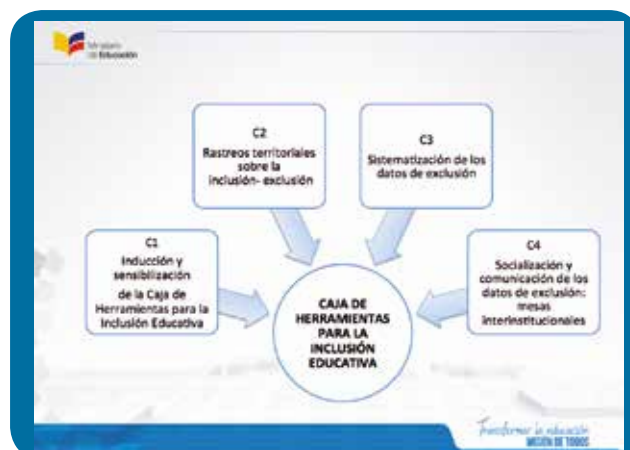 Ministerio
de Educación
C2
Rastreos territoriales
sobre la
inclusión- exclusión
C3
Sistematización de los
datos de exclusión
C1
Inducción y
sensibilización
de la Caja de
Herramientas para la
Inclusión Educativa
C4
Socialización y
comunicación de los
datos de exclusión:
mesas
interinstitucionales
CAJA DE
HERRAMIENTAS
PARA LA
INCLUSIÓN
EDUCATIVA
Transformar la educación
MISIÓN DE TODOS